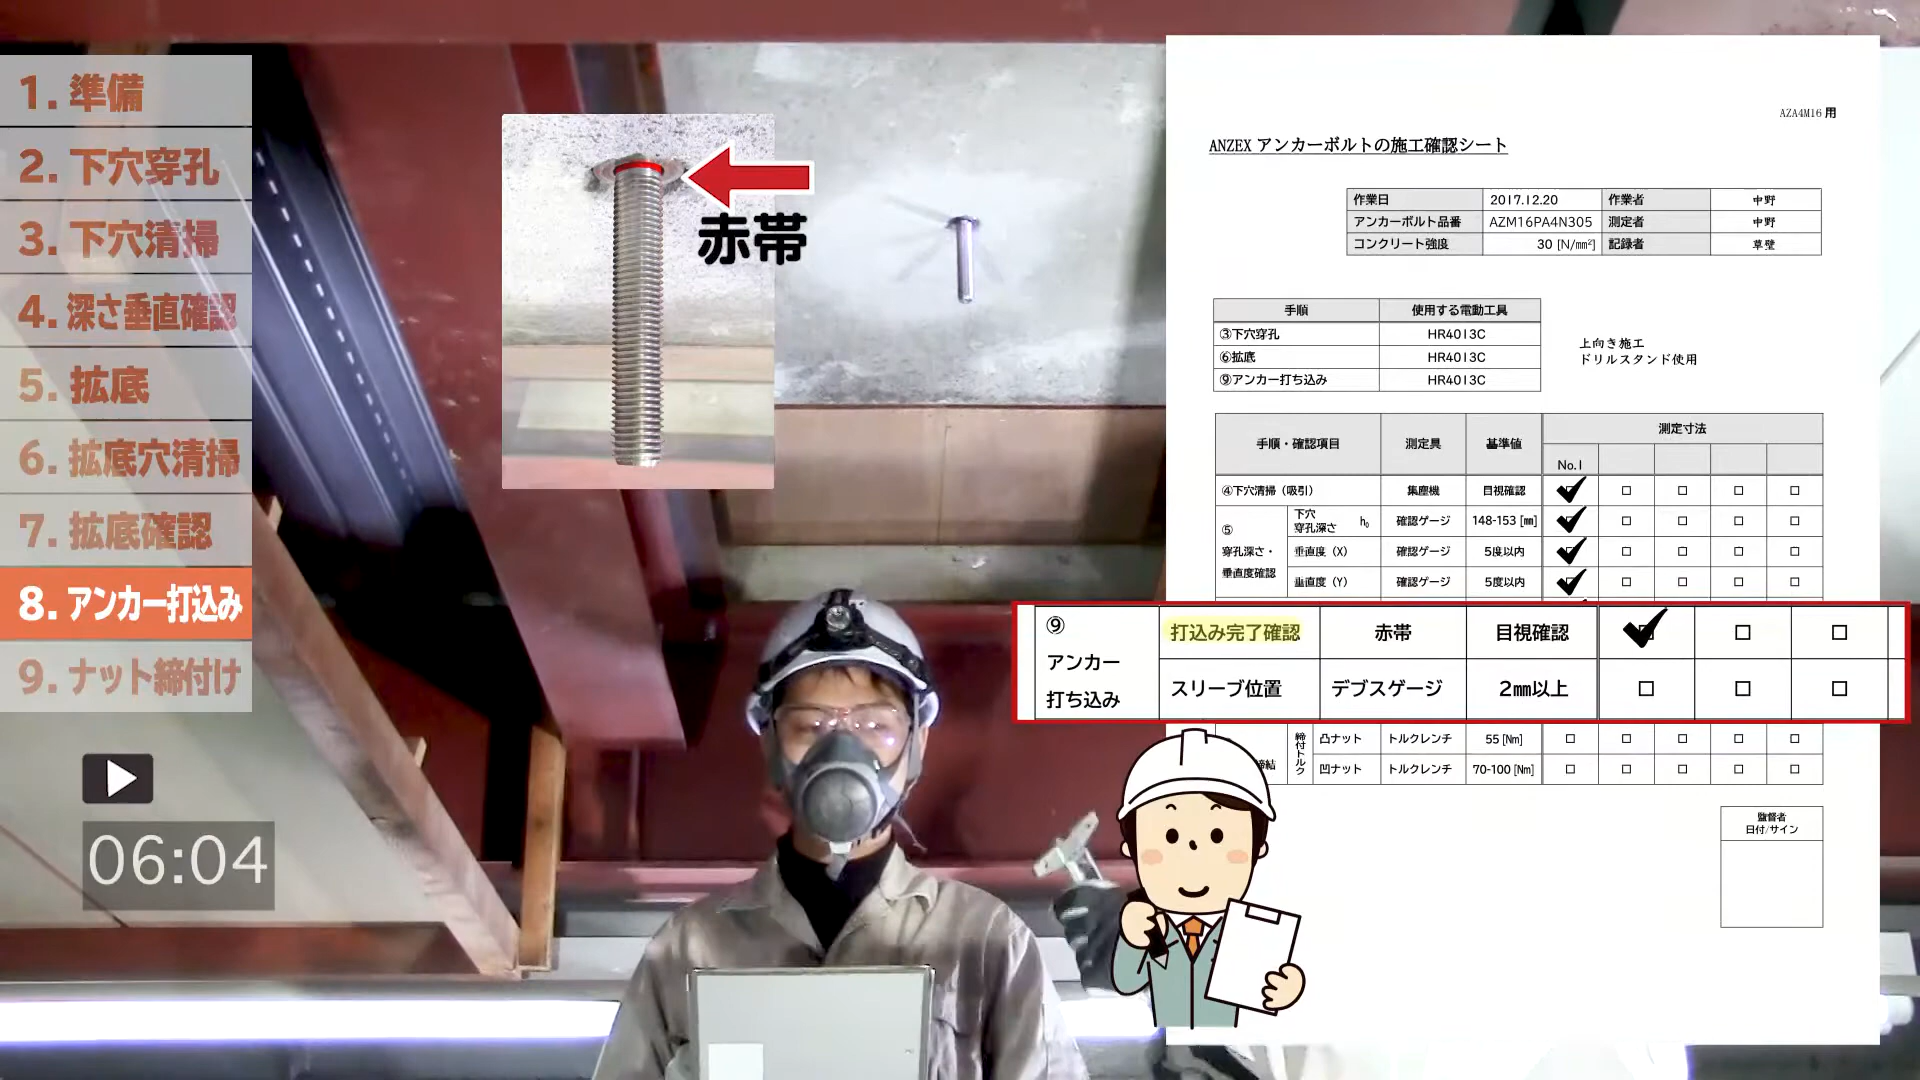 1. 準備
2. 下穴穿孔
3. 下穴清掃
4. 深さ垂直確認
5. 拡底
6. 拡底穴清掃
7. 拡底確認
8. アンカー打込み
9. ナット締付け
06:04
赤帯
AZA4M16 用
ANZEX アンカーボルトの施工確認シート
作業日 2017.12.20 作業者 中野
アンカーボルト品番 AZM16PA4N305 測定者 中野
コンクリート強度 30 [N/mm²] 記録者 草壁
手順 使用する電動工具
③下穴穿孔 HR4013C
⑥拡底 HR4013C
⑨アンカー打ち込み HR4013C
上向き施工
ドリルスタンド使用
手順・確認項目 測定具 基準値 測定寸法
No.1
④下穴清掃（吸引） 集塵機 目視確認
⑤ 穿孔深さ・垂直度確認
下穴穿孔深さ h₀ 確認ゲージ 148-153 [mm]
垂直度（X） 確認ゲージ 5度以内
垂直度（Y） 確認ゲージ 5度以内
⑨ アンカー打ち込み
打込み完了確認 赤帯 目視確認
スリーブ位置 デプスゲージ 2mm以上
締付トルク
凸ナット トルクレンチ 55 [Nm]
凹ナット トルクレンチ 70-100 [Nm]
監督者
日付/サイン